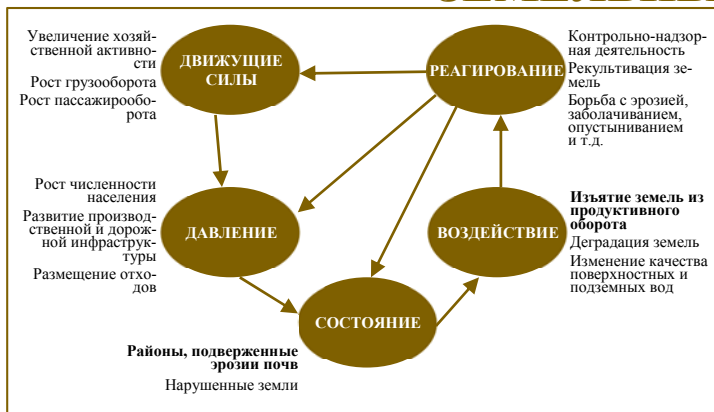 Увеличение хозяй-
ственной активно-
сти
Рост грузооборота
Рост пассажирообо-
рота
ДВИЖУЩИЕ
СИЛЫ
РЕАГИРОВАНИЕ
Контрольно-надзор-
ная деятельность
Рекультивация зе-
мель
Борьба с эрозией,
заболачиванием,
опустыниванием
и т.д.
Рост численности
населения
Развитие производ-
ственной и дорож-
ной инфраструк-
туры
Размещение отхо-
дов
ДАВЛЕНИЕ
ВОЗДЕЙСТВИЕ
Изъятие земель из
продуктивного
оборота
Деградация земель
Изменение качества
поверхностных и
подземных вод
СОСТОЯНИЕ
Районы, подверженные
эрозии почв
Нарушенные земли